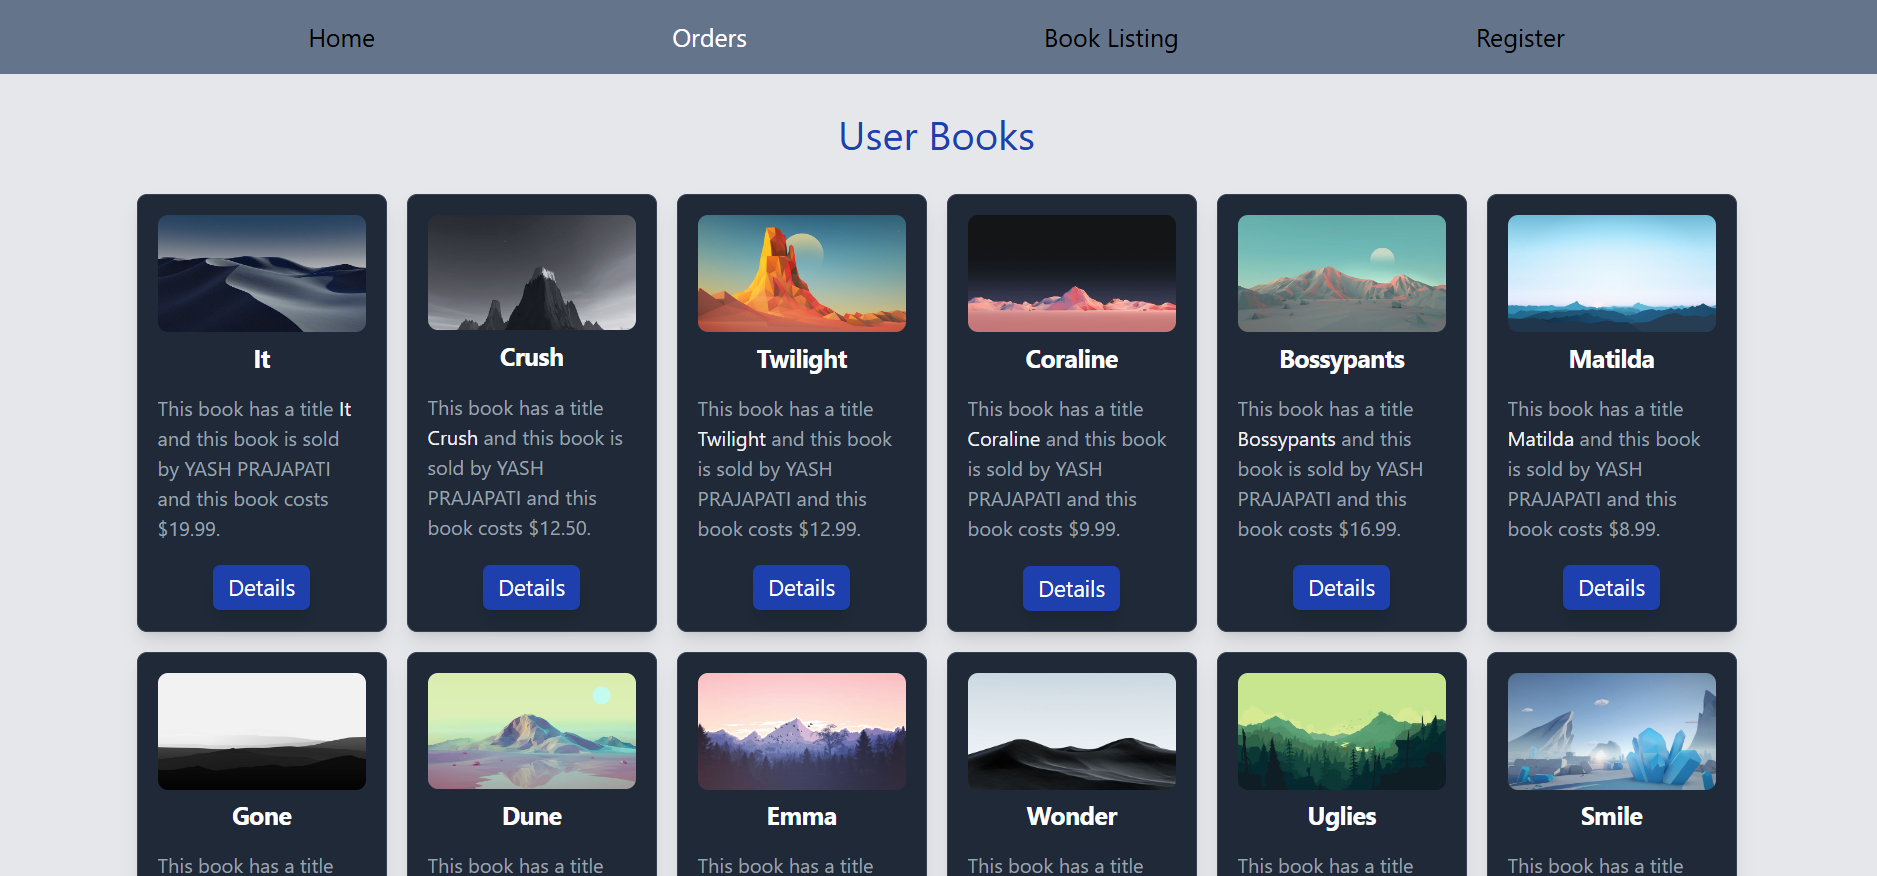 Home Orders Book Listing Register
User Books
It
This book has a title It
and this book is sold
by YASH PRAJAPATI
and this book costs
$19.99.
Details
Crush
This book has a title
Crush and this book is
sold by YASH
PRAJAPATI and this
book costs $12.50.
Details
Twilight
This book has a title
Twilight and this book
is sold by YASH
PRAJAPATI and this
book costs $12.99.
Details
Coraline
This book has a title
Coraline and this book
is sold by YASH
PRAJAPATI and this
book costs $9.99.
Details
Bossypants
This book has a title
Bossypants and this
book is sold by YASH
PRAJAPATI and this
book costs $16.99.
Details
Matilda
This book has a title
Matilda and this book
is sold by YASH
PRAJAPATI and this
book costs $8.99.
Details
Gone
This book has a title
Dune
This book has a title
Emma
This book has a title
Wonder
This book has a title
Uglies
This book has a title
Smile
This book has a title